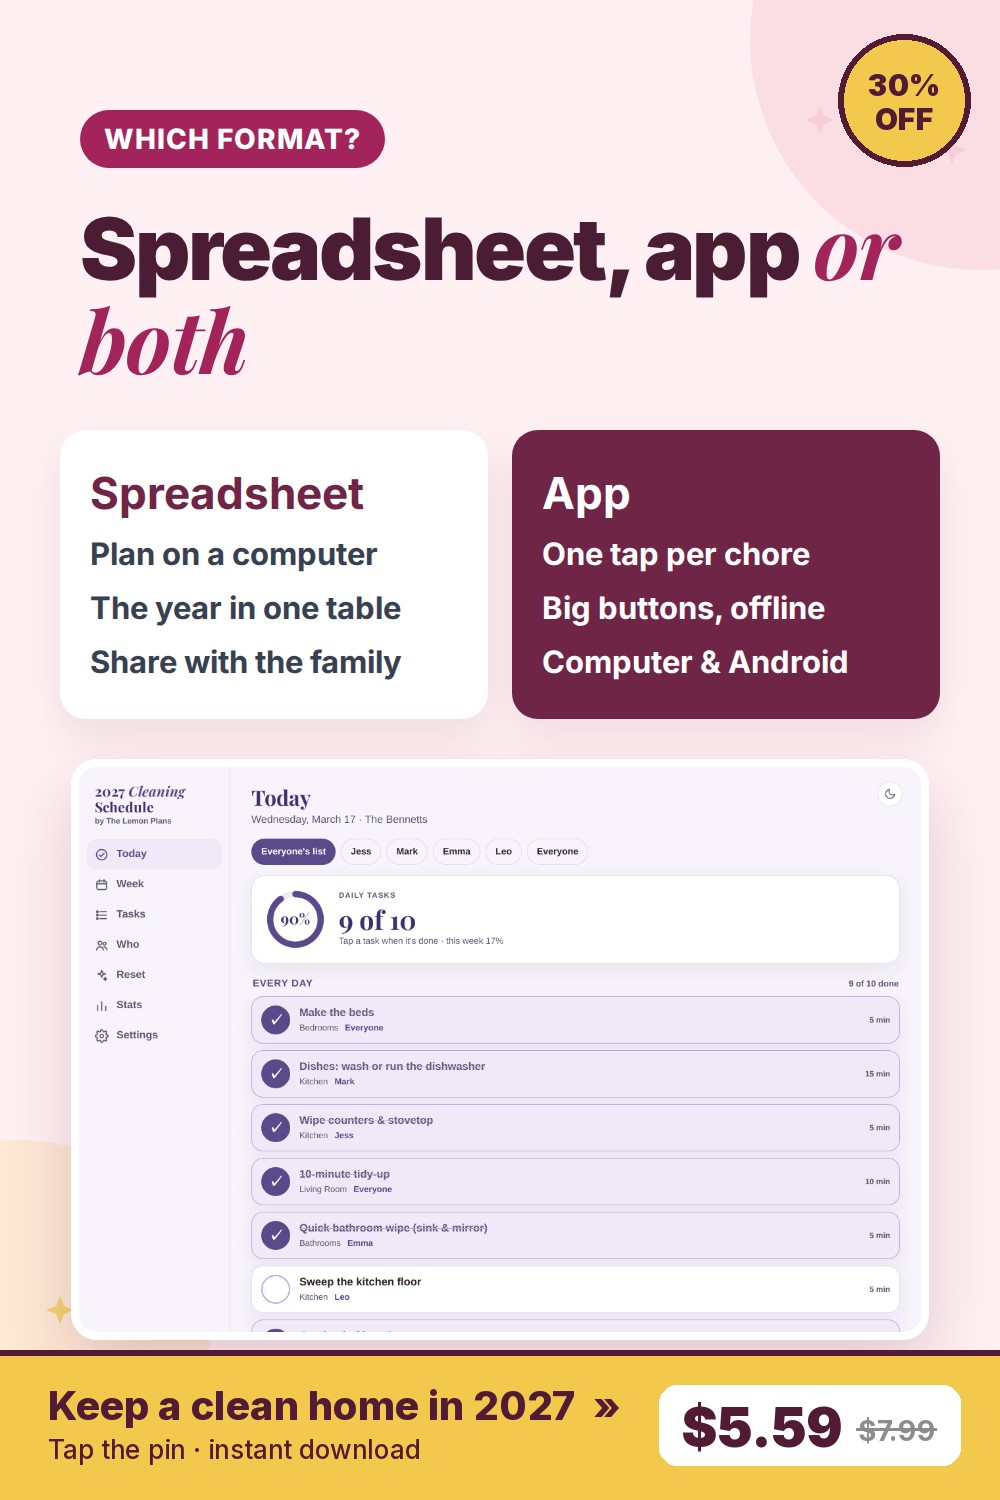 30%
OFF
WHICH FORMAT?
Spreadsheet, app or
both
Spreadsheet
Plan on a computer
The year in one table
Share with the family
App
One tap per chore
Big buttons, offline
Computer & Android
2027 Cleaning
Schedule
by The Lemon Plans
Today
Week
Tasks
Who
Reset
Stats
Settings
Today
Wednesday, March 17 · The Bennetts
Everyone's list
Jess
Mark
Emma
Leo
Everyone
90%
DAILY TASKS
9 of 10
Tap a task when it's done · this week 17%
EVERY DAY
9 of 10 done
Make the beds
Bedrooms Everyone
5 min
Dishes: wash or run the dishwasher
Kitchen Mark
15 min
Wipe counters & stovetop
Kitchen Jess
5 min
10-minute tidy-up
Living Room Everyone
10 min
Quick bathroom wipe (sink & mirror)
Bathrooms Emma
5 min
Sweep the kitchen floor
Kitchen Leo
5 min
Keep a clean home in 2027 »
Tap the pin · instant download
$5.59 $7.99